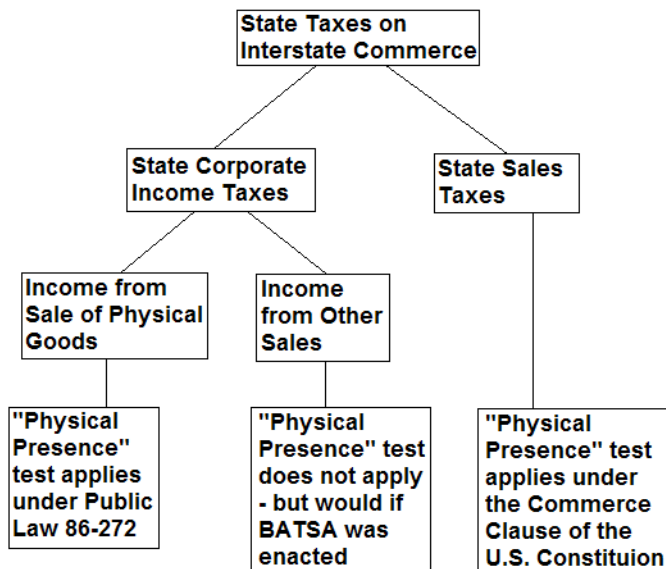 State Taxes on
Interstate Commerce
State Corporate
Income Taxes
State Sales
Taxes
Income from
Sale of Physical
Goods
Income
from Other
Sales
"Physical
Presence"
test applies
under Public
Law 86-272
"Physical
Presence" test
does not apply
- but would if
BATSA was
enacted
"Physical
Presence" test
applies under
the Commerce
Clause of the
U.S. Constituion